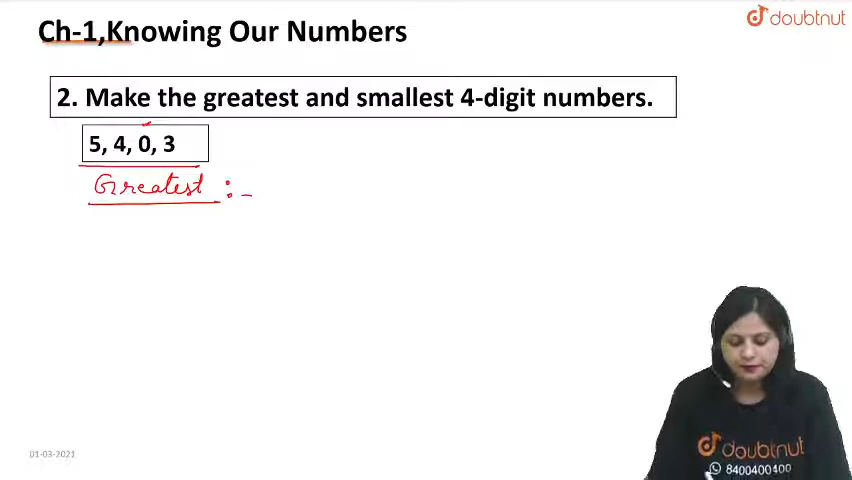 doubtnut
Ch-1,Knowing Our Numbers
2. Make the greatest and smallest 4-digit numbers.
5, 4, 0, 3
Greatest :-
doubtnut
8400400400
01-03-2021